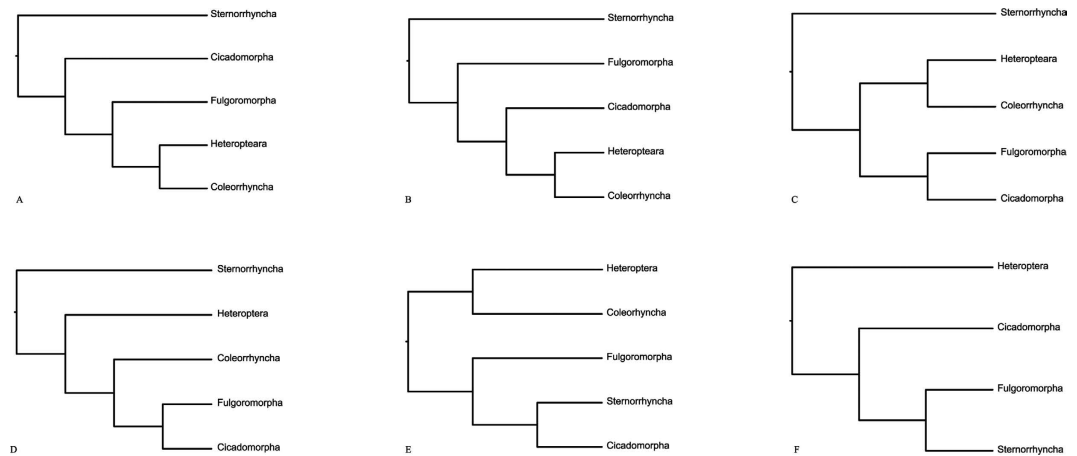 Sternorrhyncha
Cicadomorpha
Fulgoromorpha
Heteropteara
Coleorrhyncha
A
Sternorrhyncha
Fulgoromorpha
Cicadomorpha
Heteropteara
Coleorrhyncha
B
Sternorrhyncha
Heteropteara
Coleorrhyncha
Fulgoromorpha
Cicadomorpha
C
Sternorrhyncha
Heteroptera
Coleorrhyncha
Fulgoromorpha
Cicadomorpha
D
Heteroptera
Coleorhyncha
Fulgoromorpha
Sternorrhyncha
Cicadomorpha
E
Heteroptera
Cicadomorpha
Fulgoromorpha
Sternorrhyncha
F